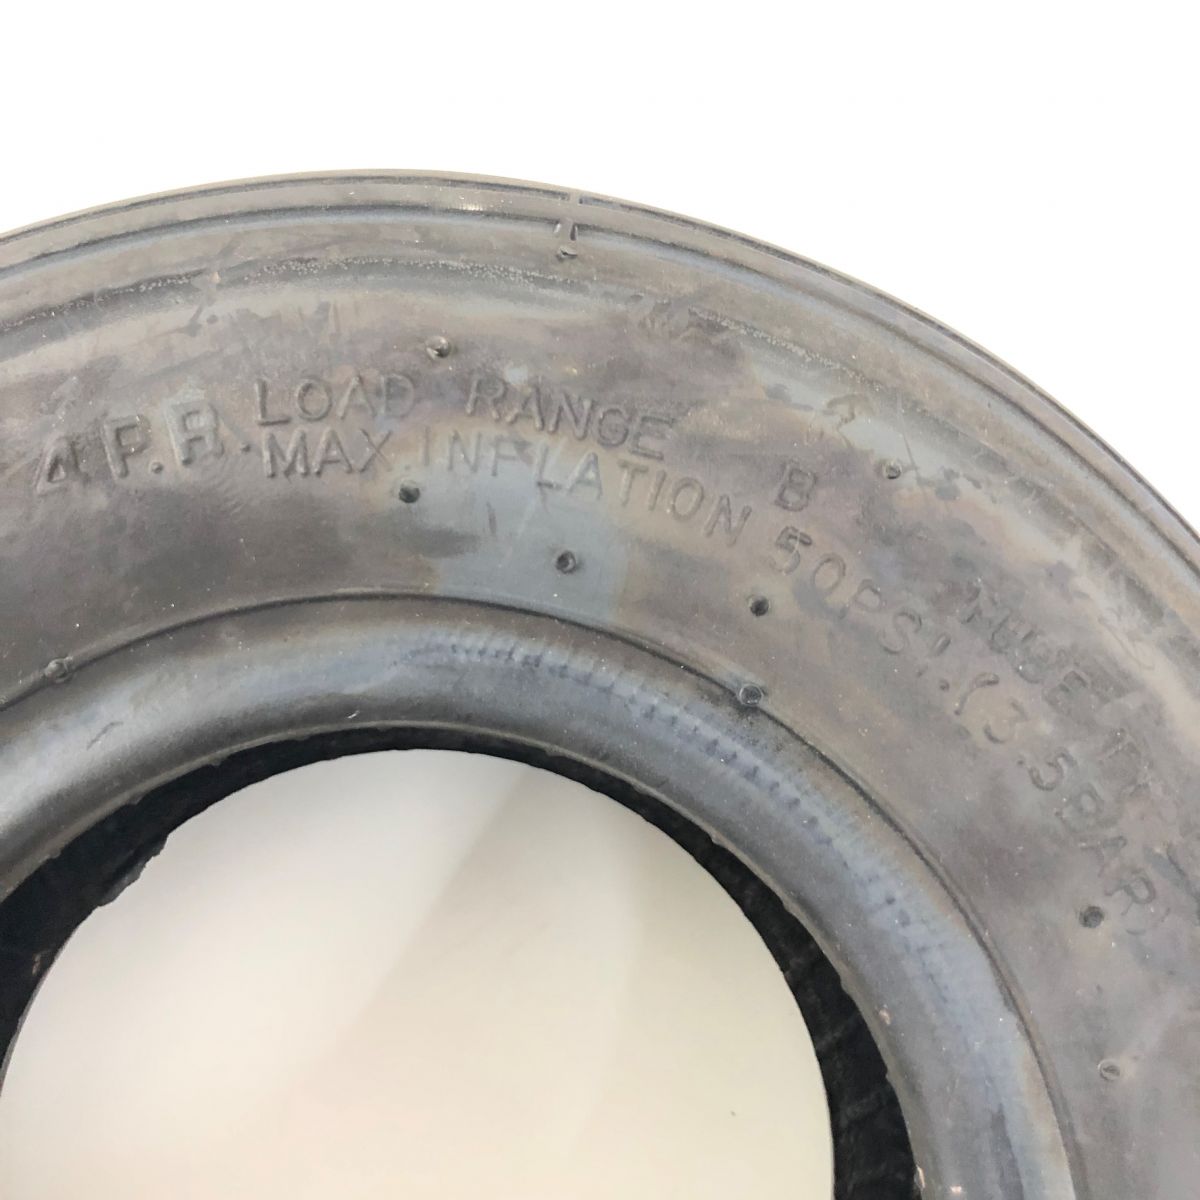 4 P.R.
LOAD RANGE B
MAX. INFLATION 50PSI. (3.5BAR)